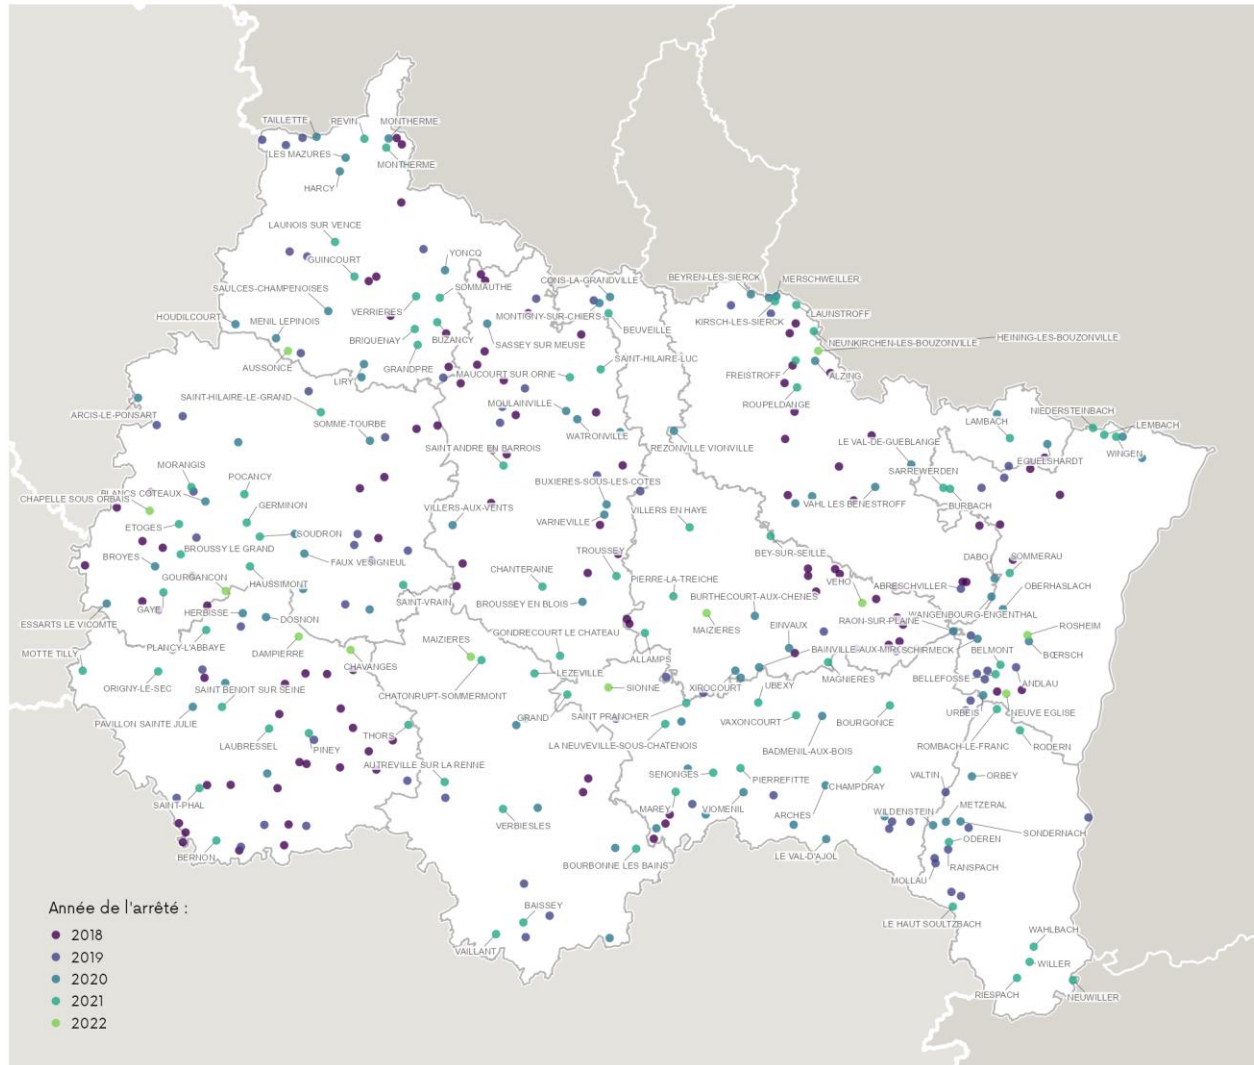 TAILLETTE
REVIN
MONTHERME
LES MAZURES
MONTHERME
HARCY
LAUNOIS SUR VENCE
GUINCOURT
YONCQ
SAULCES-CHAMPENOISES
SOMMAUTHE
CONS-LA-GRANDVILLE
BEYREN-LES-SIERCK
MERSCHWEILLER
HOUDILCOURT
MENIL LEPINOIS
VERRIERES
MONTIGNY-SUR-CHIERS
KIRSCH-LES-SIERCK
LAUNSTROFF
BRIQUENAY
BUZANCY
BEUVEILLE
NEUNKIRCHEN-LES-BOUZONVILLE
HEINING-LES-BOUZONVILLE
SASSEY SUR MEUSE
AUSSONCE
GRANDPRE
SAINT-HILAIRE-LUC
LIRY
MAUCOURT SUR ORNE
FREISTROFF
ALZING
SAINT-HILAIRE-LE-GRAND
ROUPELDANGE
ARCIS-LE-PONSART
MOULAINVILLE
NIEDERSTEINBACH
SOMME-TOURBE
LAMBACH
LEMBACH
WATRONVILLE
REZONVILLE VIONVILLE
LE VAL-DE-GUEBLANGE
SAINT ANDRE EN BARROIS
WINGEN
EGUELSHARDT
MORANGIS
POCANCY
SARREWERDEN
BLANCS COTEAUX
CHAPELLE SOUS ORBAIS
BUXIERES-SOUS-LES-COTES
GERMINON
VILLERS-AUX-VENTS
VILLERS EN HAYE
VAHL LES BENESTROFF
BURBACH
ETOGES
VARNEVILLE
SOUDRON
BROUSSY LE GRAND
BROYES
FAUX VESIGNEUL
TROUSSEY
BEY-SUR-SEILLE
DABO
SOMMERAU
CHANTERAINE
GOURGANCON
HAUSSIMONT
PIERRE-LA-TREICHE
VEHO
ABRESCHVILLER
OBERHASLACH
BURTHECOURT-AUX-CHENES
GAYE
SAINT-VRAIN
BROUSSEY EN BLOIS
ESSARTS LE VICOMTE
HERBISSE
DOSNON
WANGENBOURG-ENGENTHAL
EINVAUX
RAON-SUR-PLAINE
ROSHEIM
MAIZIERES
GONDRECOURT LE CHATEAU
MAIZIERES
PLANCY-L'ABBAYE
DAMPIERRE
BELMONT
BŒRSCH
BAINVILLE-AUX-MIR
SCHIRMECK
MOTTE TILLY
ALLAMPS
CHAVANGES
LEZEVILLE
ORIGNY-LE-SEC
MAGNIERES
BELLEFOSSE
ANDLAU
SAINT BENOIT SUR SEINE
CHATONRUPT-SOMMERMONT
SIONNE
XIROCOURT
UBEXY
URBEIS
NEUVE EGLISE
PAVILLON SAINTE JULIE
GRAND
SAINT PRANCHER
VAXONCOURT
BOURGONCE
THORS
LAUBRESSEL
PINEY
LA NEUVEVILLE-SOUS-CHATENOIS
BADMENIL-AUX-BOIS
ROMBACH-LE-FRANC
RODERN
AUTREVILLE SUR LA RENNE
SENONGES
PIERREFITTE
CHAMPDRAY
VALTIN
ORBEY
SAINT-PHAL
MAREY
VIOMENIL
ARCHES
WILDENSTEIN
METZERAL
VERBIESLES
SONDERNACH
ODEREN
BERNON
BOURBONNE LES BAINS
LE VAL-D'AJOL
RANSPACH
MOLLAU
BAISSEY
LE HAUT SOULTZBACH
WAHLBACH
VAILLANT
WILLER
RIESPACH
NEUWILLER
Année de l'arrêté :
2018
2019
2020
2021
2022